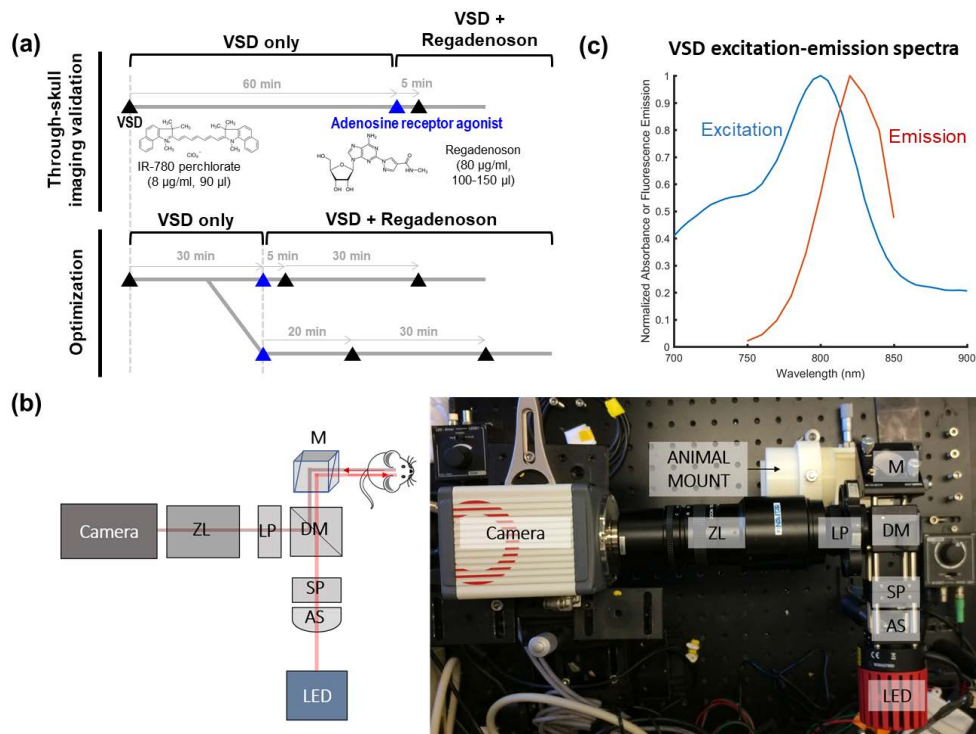 (a)
VSD only
VSD +
Regadenoson
Through-skull
imaging validation
60 min
5 min
VSD
Adenosine receptor agonist
IR-780 perchlorate
(8 µg/ml, 90 µl)
Regadenoson
(80 µg/ml,
100-150 µl)
VSD only
VSD + Regadenoson
Optimization
30 min
5 min
30 min
20 min
30 min
(c)
VSD excitation-emission spectra
Normalized Absorbance or Fluorescence Emission
1
0.9
0.8
0.7
0.6
0.5
0.4
0.3
0.2
0.1
0
Excitation
Emission
700
750
800
850
900
Wavelength (nm)
(b)
M
Camera
ZL
LP
DM
SP
AS
LED
ANIMAL
MOUNT
M
Camera
ZL
LP
DM
SP
AS
LED